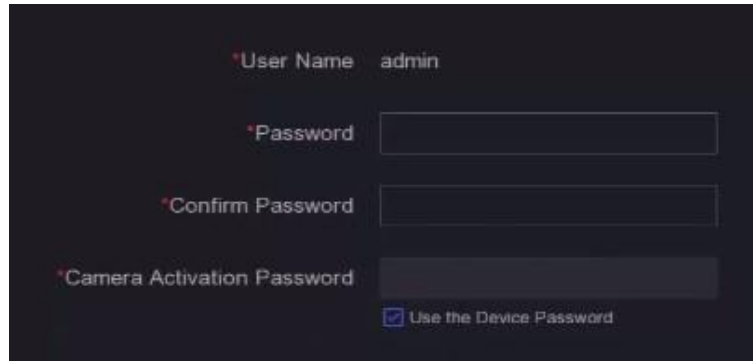 *User Name admin
*Password
*Confirm Password
*Camera Activation Password
Use the Device Password